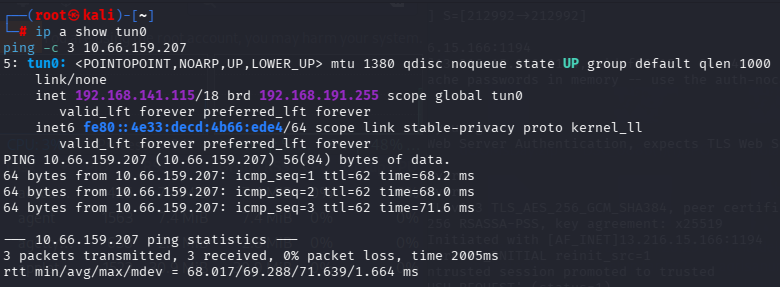 ┌──(root㉿kali)-[~]
└─# ip a show tun0
ping -c 3 10.66.159.207
5: tun0: <POINTOPOINT,NOARP,UP,LOWER_UP> mtu 1380 qdisc noqueue state UP group default qlen 1000
    link/none
    inet 192.168.141.115/18 brd 192.168.191.255 scope global tun0
       valid_lft forever preferred_lft forever
    inet6 fe80::4e33:decd:4b66:ede4/64 scope link stable-privacy proto kernel_ll
       valid_lft forever preferred_lft forever
PING 10.66.159.207 (10.66.159.207) 56(84) bytes of data.
64 bytes from 10.66.159.207: icmp_seq=1 ttl=62 time=68.2 ms
64 bytes from 10.66.159.207: icmp_seq=2 ttl=62 time=68.0 ms
64 bytes from 10.66.159.207: icmp_seq=3 ttl=62 time=71.6 ms

--- 10.66.159.207 ping statistics ---
3 packets transmitted, 3 received, 0% packet loss, time 2005ms
rtt min/avg/max/mdev = 68.017/69.288/71.639/1.664 ms